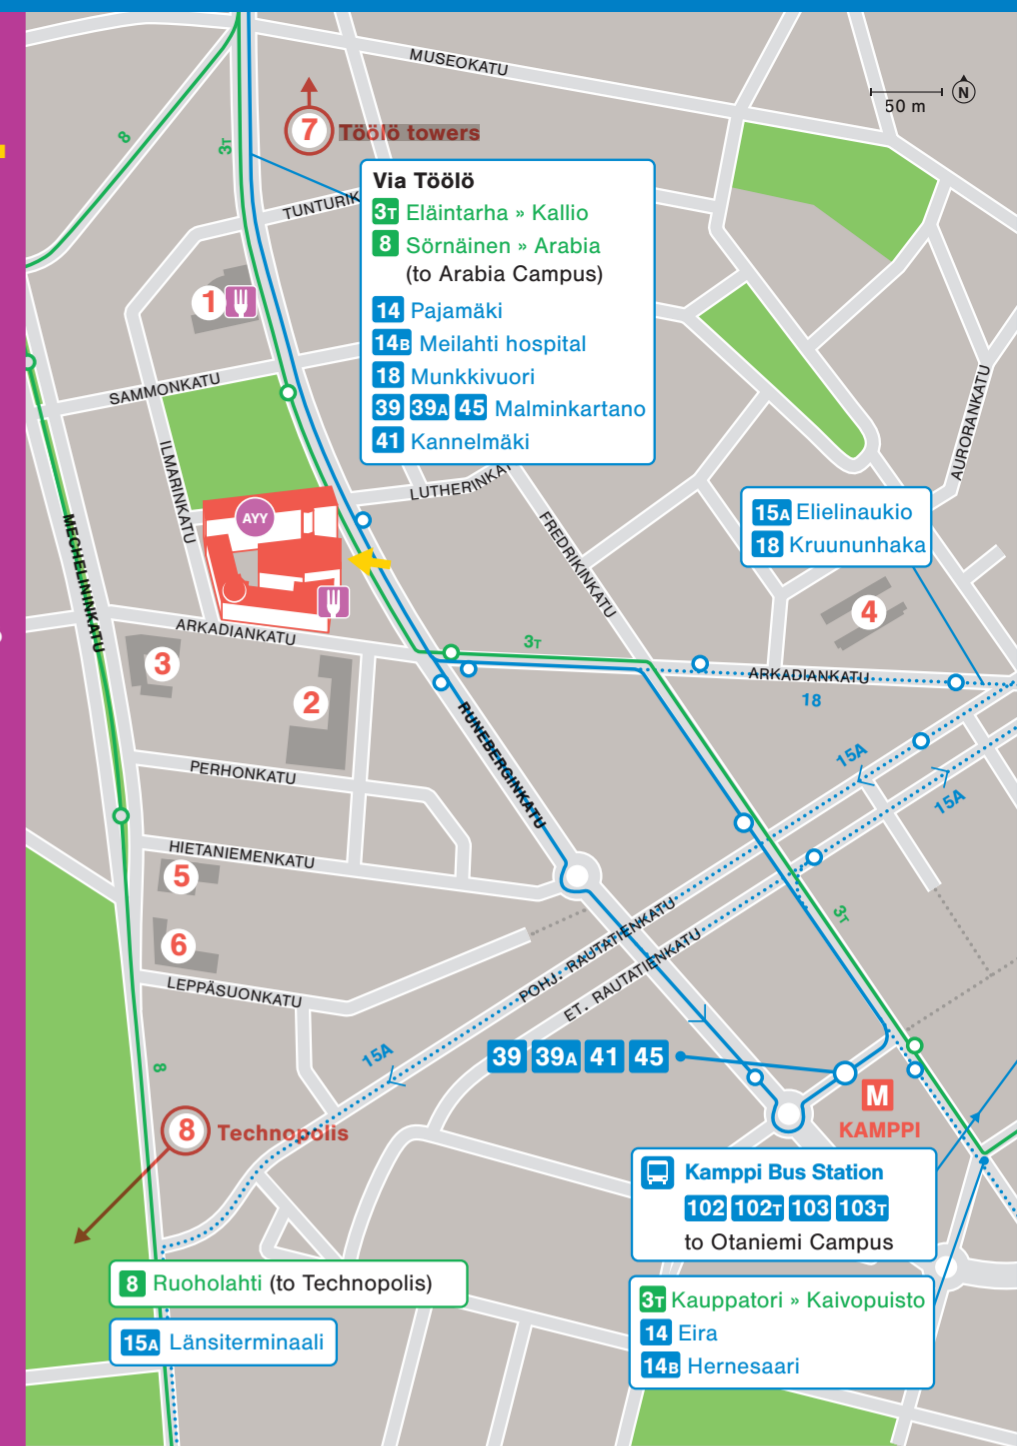 MUSEOKATU
N
50 m
8
3T
7 Töölö towers
Via Töölö
3T Eläintarha » Kallio
8 Sörnäinen » Arabia
(to Arabia Campus)
14 Pajamäki
14B Meilahti hospital
18 Munkkivuori
39 39A 45 Malminkartano
41 Kannelmäki
TUNTURIK
1
SAMMONKATU
ILMARINKATU
LUTHERINKAT
FREDRIKINKATU
AURORANKATU
15A Elielinaukio
18 Kruununhaka
AYY
MECHELININKATU
ARKADIANKATU
3T
4
ARKADIANKATU
18
3
2
RUNEBERGINKATU
15A
15A
PERHONKATU
HIETANIEMENKATU
5
6
3T
POHJ. RAUTATIENKATU
ET. RAUTATIENKATU
LEPPÄSUONKATU
15A
8
39 39A 41 45
M
KAMPPI
8 Technopolis
Kamppi Bus Station
102 102T 103 103T
to Otaniemi Campus
8 Ruoholahti (to Technopolis)
15A Länsiterminaali
3T Kauppatori » Kaivopuisto
14 Eira
14B Hernesaari